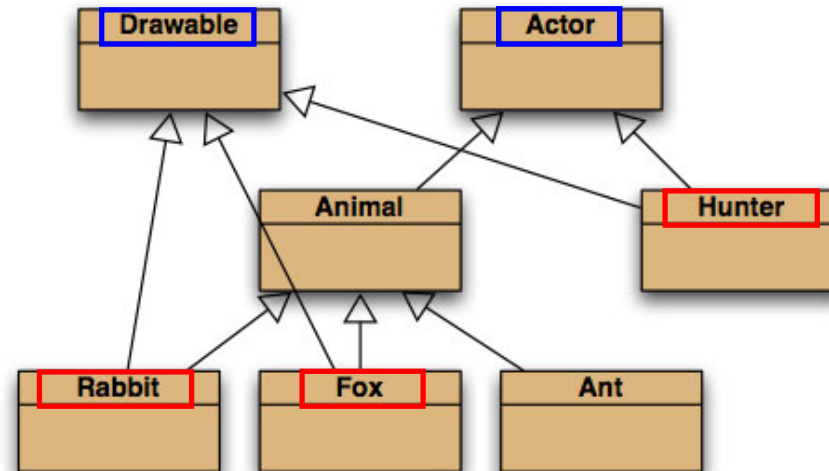 Drawable
Actor
Animal
Hunter
Rabbit
Fox
Ant